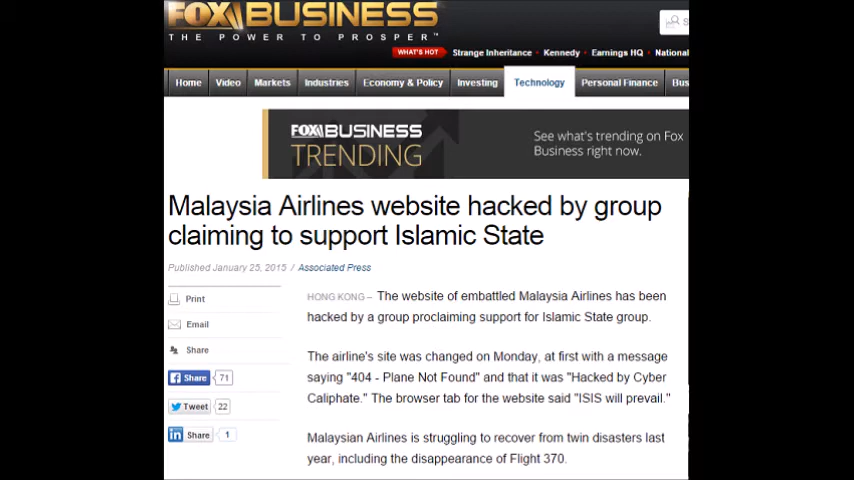 FOX BUSINESS
THE POWER TO PROSPER™
WHAT'S HOT Strange Inheritance • Kennedy • Earnings HQ • National
Home Video Markets Industries Economy & Policy Investing Technology Personal Finance Bus
FOX BUSINESS
TRENDING
See what's trending on Fox
Business right now.
Malaysia Airlines website hacked by group
claiming to support Islamic State
Published January 25, 2015 / Associated Press
Print
Email
Share
Share 71
Tweet 22
Share 1
HONG KONG – The website of embattled Malaysia Airlines has been
hacked by a group proclaiming support for Islamic State group.
The airline's site was changed on Monday, at first with a message
saying "404 - Plane Not Found" and that it was "Hacked by Cyber
Caliphate." The browser tab for the website said "ISIS will prevail."
Malaysian Airlines is struggling to recover from twin disasters last
year, including the disappearance of Flight 370.